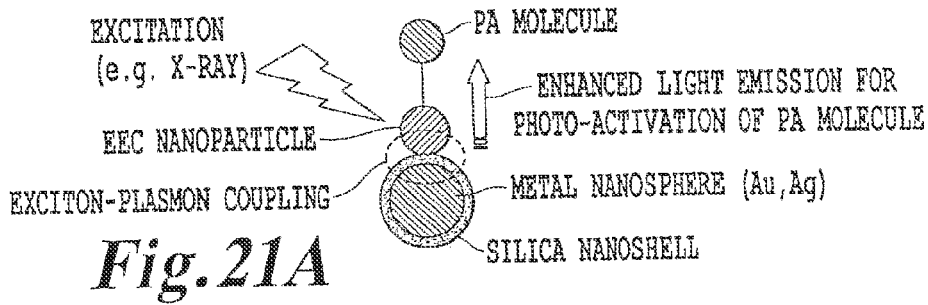 EXCITATION
(e.g. X-RAY)
PA MOLECULE
ENHANCED LIGHT EMISSION FOR
PHOTO-ACTIVATION OF PA MOLECULE
EEC NANOPARTICLE
EXCITON-PLASMON COUPLING
METAL NANOSPHERE (Au,Ag)
SILICA NANOSHELL
Fig.21A